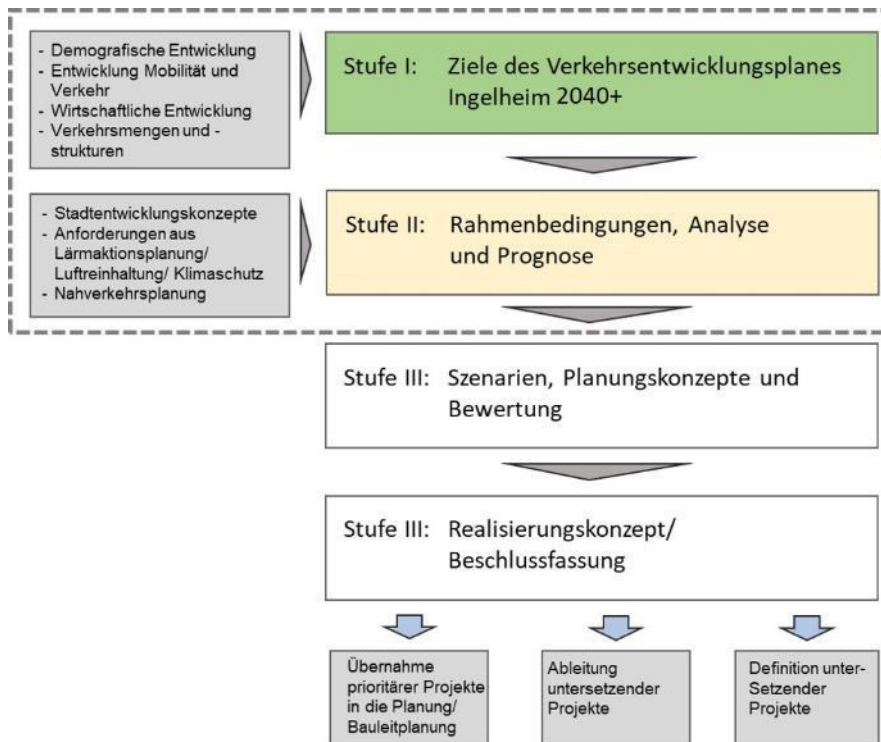 - Demografische Entwicklung
- Entwicklung Mobilität und
Verkehr
- Wirtschaftliche Entwicklung
- Verkehrsmengen und -
strukturen
Stufe I: Ziele des Verkehrsentwicklungsplanes
Ingelheim 2040+
- Stadtentwicklungskonzepte
- Anforderungen aus
Lärmaktionsplanung/
Luftreinhaltung/ Klimaschutz
- Nahverkehrsplanung
Stufe II: Rahmenbedingungen, Analyse
und Prognose
Stufe III: Szenarien, Planungskonzepte und
Bewertung
Stufe III: Realisierungskonzept/
Beschlussfassung
Übernahme
prioritärer Projekte
in die Planung/
Bauleitplanung
Ableitung
untersetzender
Projekte
Definition unter-
Setzender
Projekte